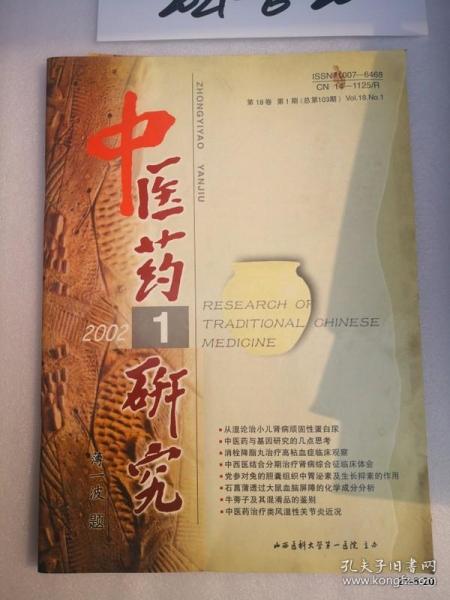 2021-8-20
ISSN 1007-6468
CN 14-1125/R
第18卷 第1期(总第103期) Vol.18.No.1
ZHONGYIYAO YANJIU
中医药研究
2002
1
RESEARCH OF
TRADITIONAL CHINESE
MEDICINE
薄一波 题
•从湿论治小儿肾病顽固性蛋白尿
•中医药与基因研究的几点思考
•消栓降脂丸治疗高粘血症临床观察
•中西医结合分期治疗肾病综合征临床体会
•党参对兔的胆囊组织中胃泌素及生长抑素的作用
•石菖蒲透过大鼠血脑屏障的化学成分分析
•牛蒡子及其混淆品的鉴别
•中医药治疗类风湿性关节炎近况
山西医科大学第一医院 主办
孔夫子旧书网